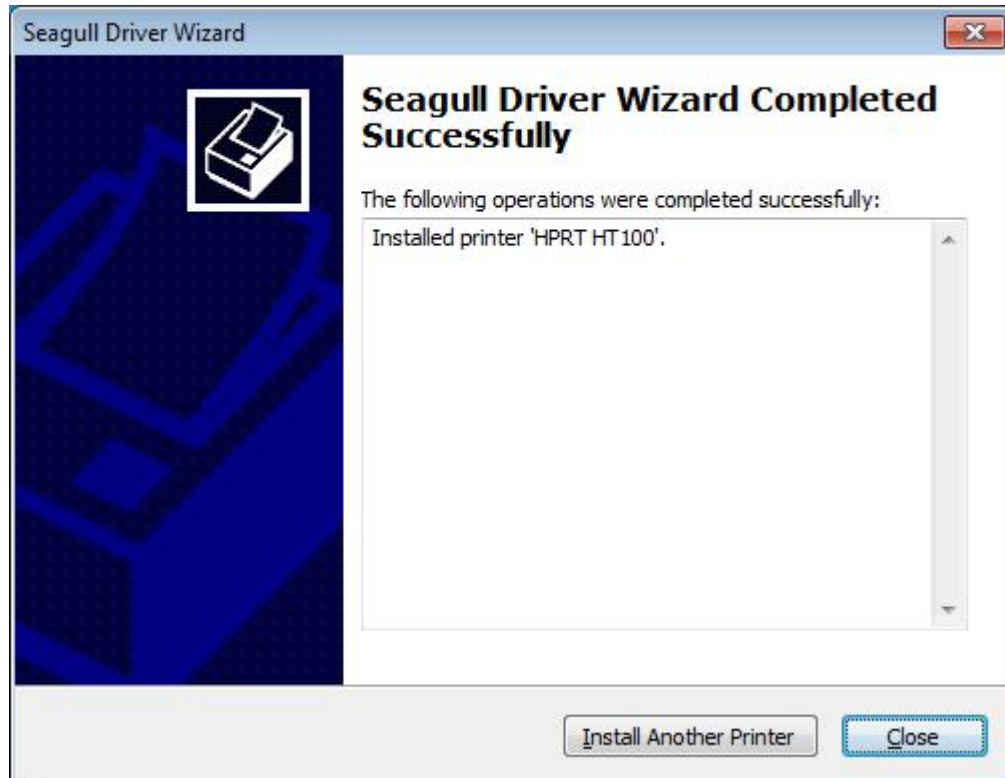 Seagull Driver Wizard
Seagull Driver Wizard Completed
Successfully
The following operations were completed successfully:
Installed printer 'HPRT HT100'.
Install Another Printer
Close